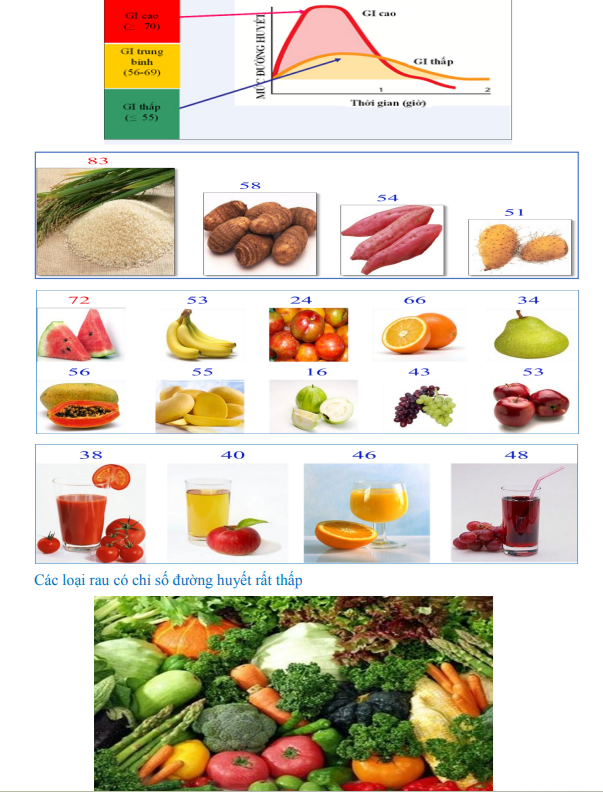 GI cao
(≥ 70)
GI trung
bình
(56-69)
GI thấp
(≤ 55)
MỨC ĐƯỜNG HUYẾT
GI cao
GI thấp
1
2
Thời gian (giờ)
83
58
54
51
72
53
24
66
34
56
55
16
43
53
38
40
46
48
Các loại rau có chỉ số đường huyết rất thấp